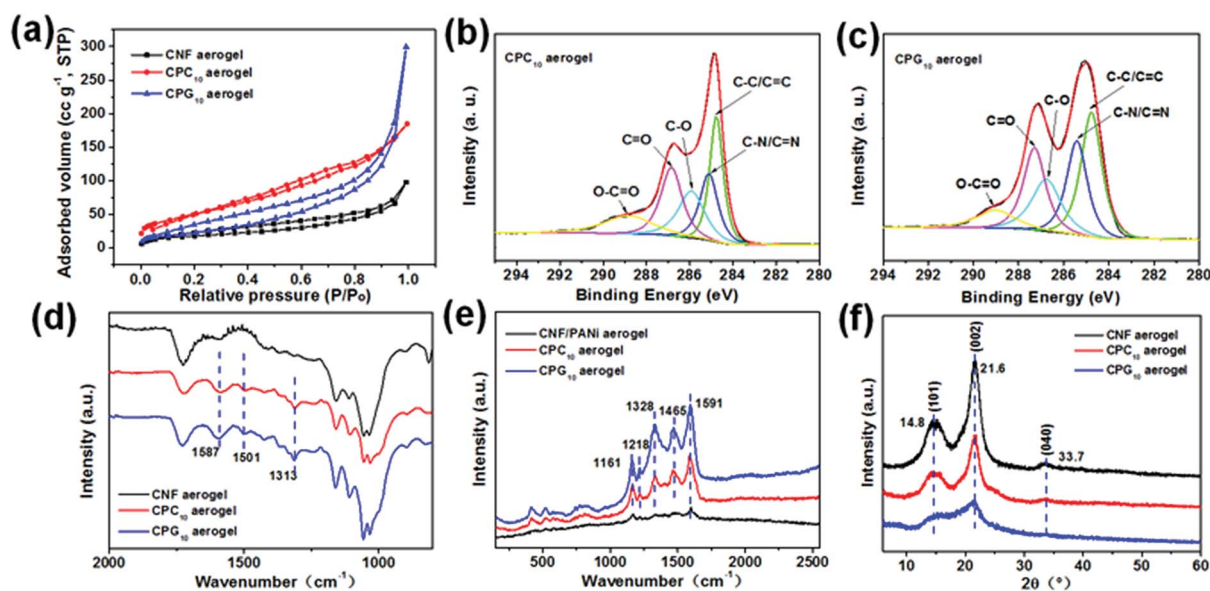 (a)
CNF aerogel
CPC10 aerogel
CPG10 aerogel
Adsorbed volume (cc g-1, STP)
300
250
200
150
100
50
0
0.0 0.2 0.4 0.6 0.8 1.0
Relative pressure (P/Po)
(b)
CPC10 aerogel
C-C/C=C
C=O
C-O
C-N/C=N
O-C=O
Intensity (a. u.)
294 292 290 288 286 284 282 280
Binding Energy (eV)
(c)
CPG10 aerogel
C-O
C-C/C=C
C=O
C-N/C=N
O-C=O
Intensity (a. u.)
294 292 290 288 286 284 282 280
Binding Energy (eV)
(d)
1587
1501
1313
CNF aerogel
CPC10 aerogel
CPG10 aerogel
Intensity (a.u.)
2000 1500 1000
Wavenumber(cm-1)
(e)
CNF/PANi aerogel
CPC10 aerogel
CPG10 aerogel
1328
1465
1591
1218
1161
Intensity (a.u.)
500 1000 1500 2000 2500
Wavenumber(cm-1)
(f)
(002)
CNF aerogel
CPC10 aerogel
CPG10 aerogel
21.6
(101)
14.8
(040)
33.7
Intensity (a.u.)
10 20 30 40 50 60
2θ (°)